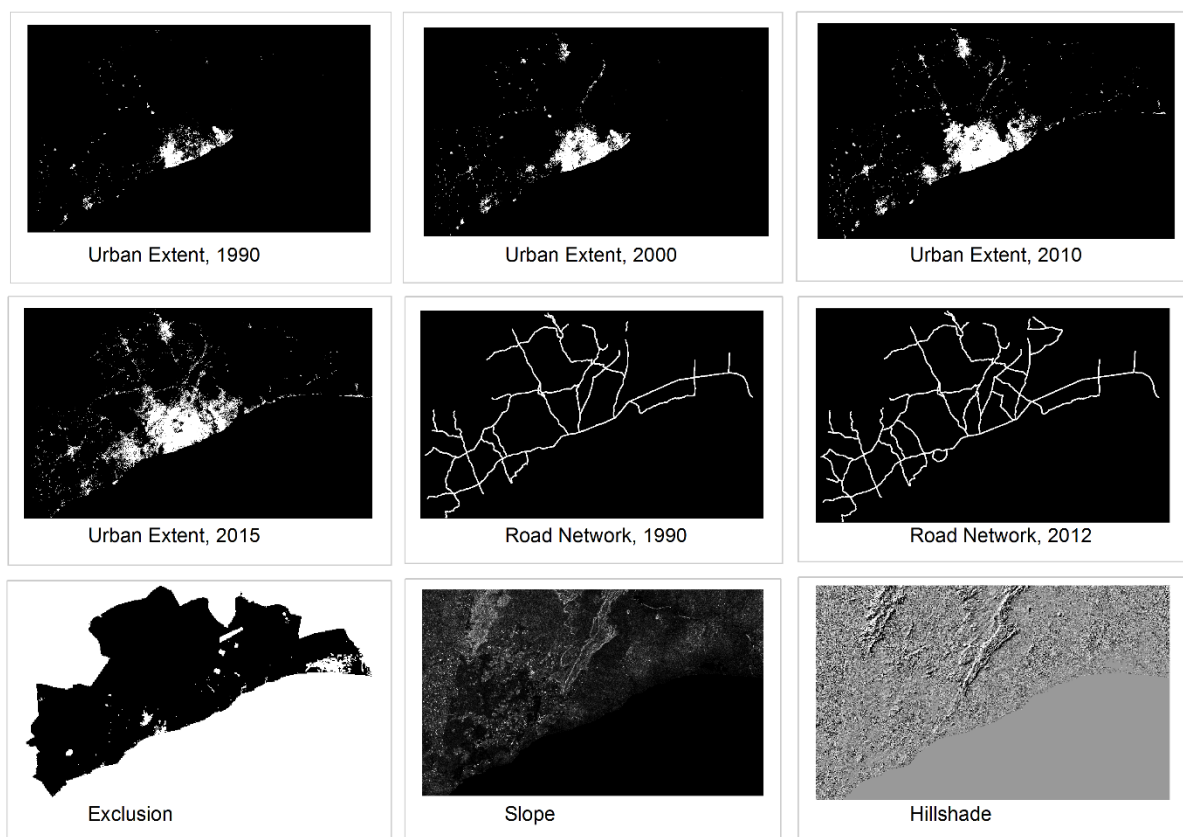 Urban Extent, 1990
Urban Extent, 2000
Urban Extent, 2010
Urban Extent, 2015
Road Network, 1990
Road Network, 2012
Exclusion
Slope
Hillshade